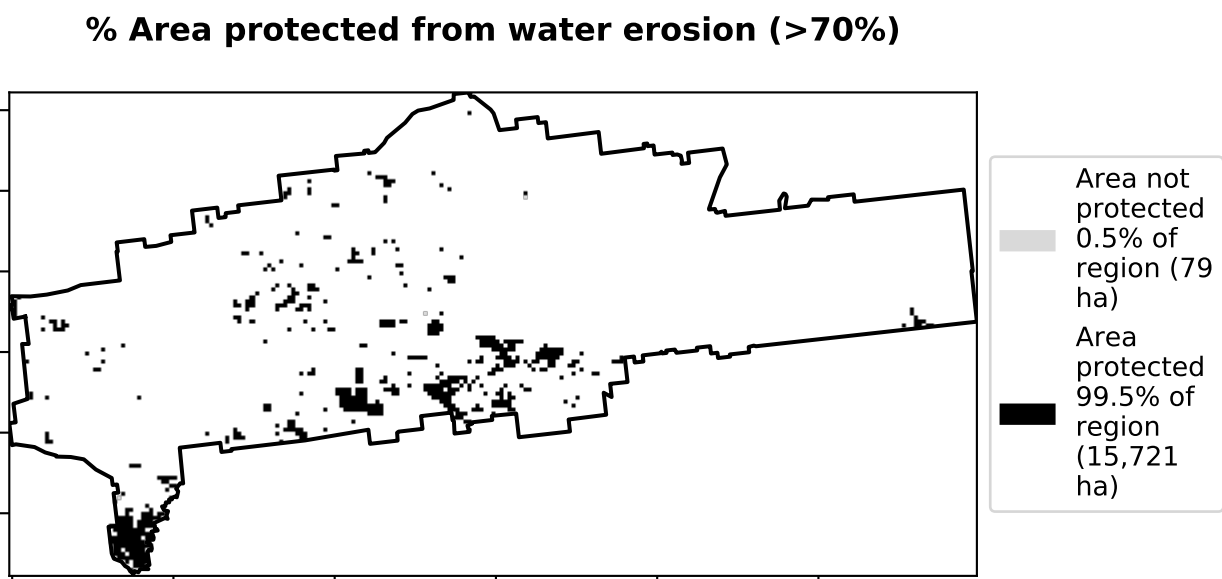 % Area protected from water erosion (>70%)
Area not
protected
0.5% of
region (79
ha)
Area
protected
99.5% of
region
(15,721
ha)